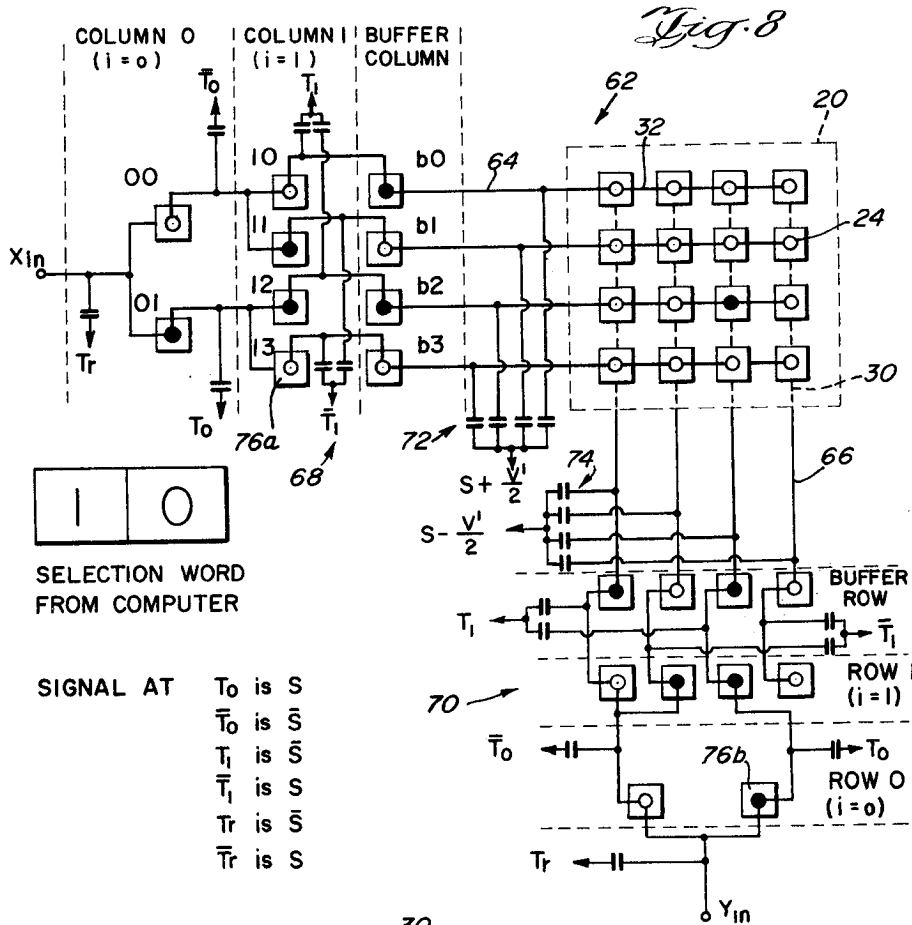 Fig. 8
COLUMN 0
(i=0)
COLUMN 1
(i=1)
BUFFER
COLUMN
T̄0
T1
62
20
32
00
10
b0
64
11
b1
24
Xin
12
b2
01
13
b3
30
Tr
T0
76a
T̄1
68
72
S + V'/2
74
66
S − V'/2
1 0
SELECTION WORD
FROM COMPUTER
BUFFER
ROW
T1
T̄1
SIGNAL AT T0 is S
T̄0 is S̄
T1 is S̄
T̄1 is S
Tr is S̄
T̄r is S
70
ROW 1
(i=1)
T̄0
76b
T0
ROW 0
(i=0)
Tr
Yin